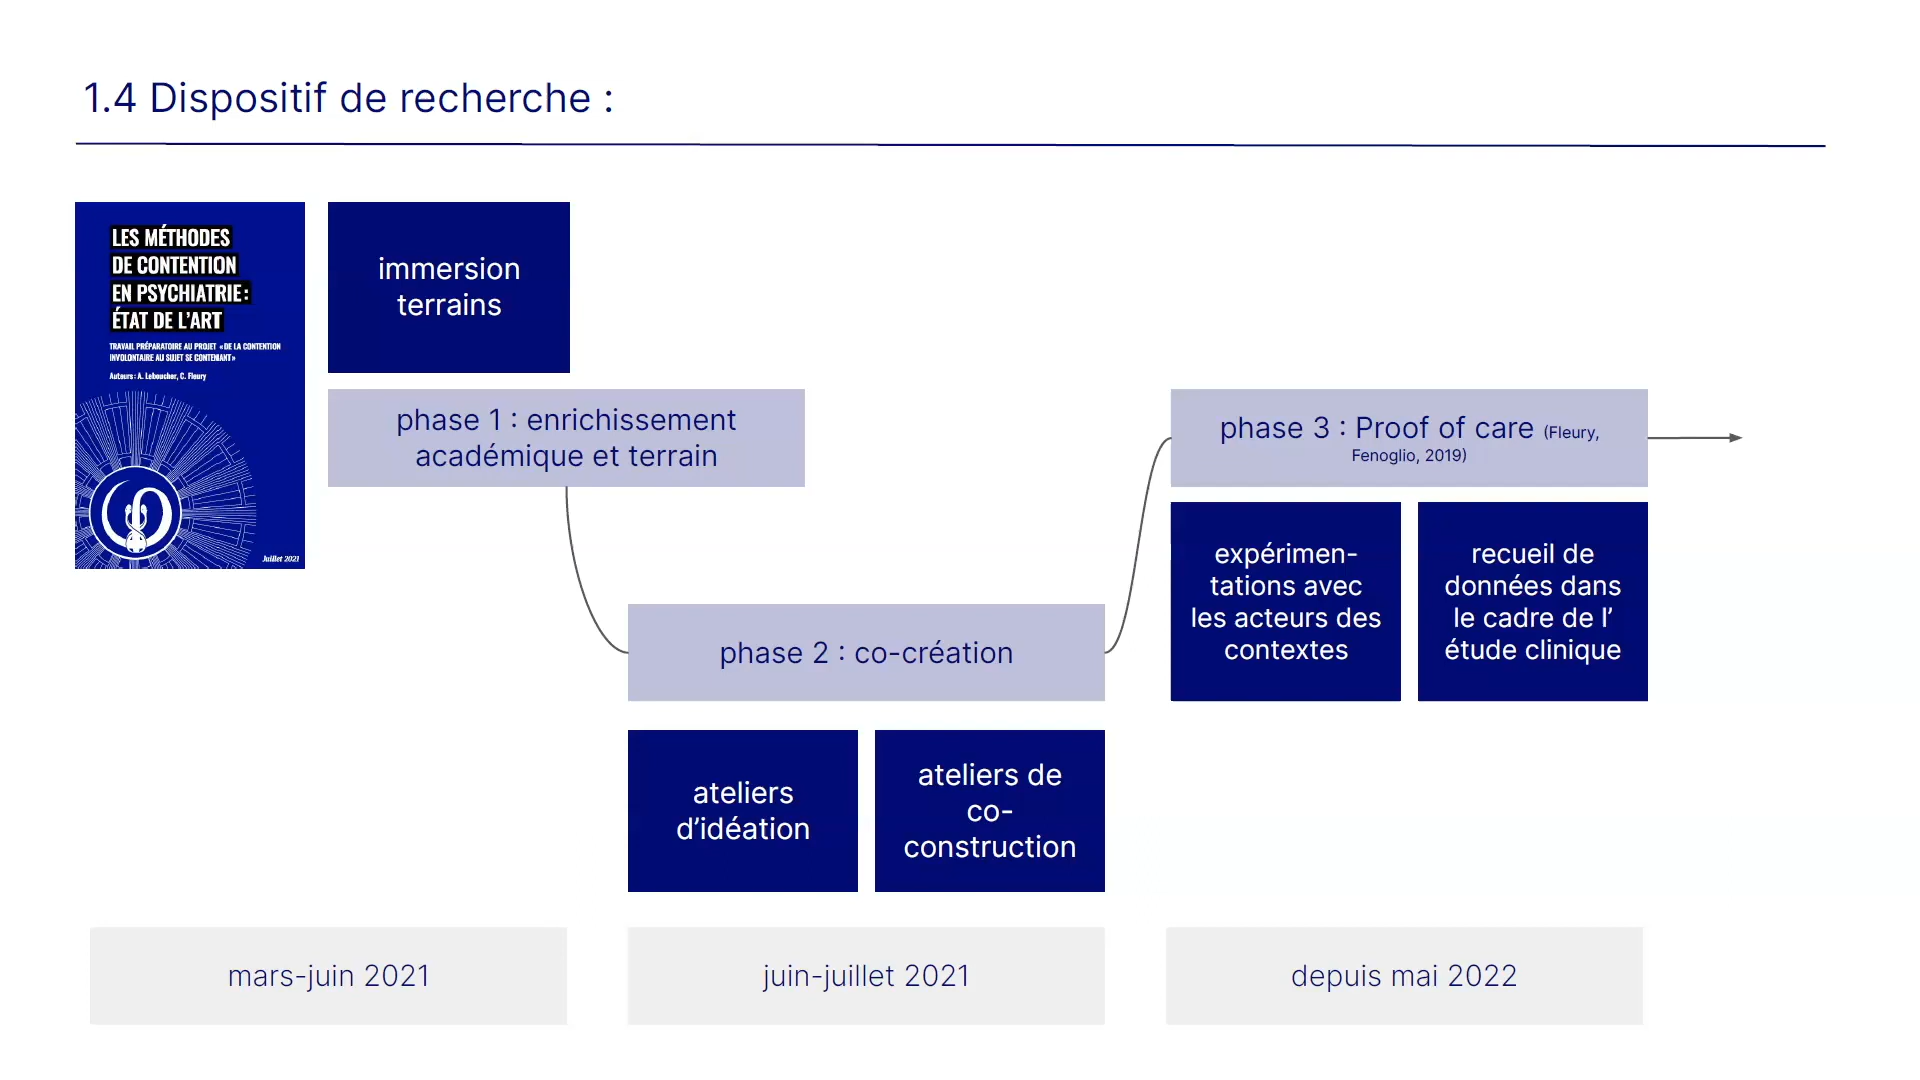 1.4 Dispositif de recherche :
LES MÉTHODES
DE CONTENTION
EN PSYCHIATRIE :
ÉTAT DE L'ART
TRAVAIL PRÉPARATOIRE AU PROJET «DE LA CONTENTION
INVOLONTAIRE AU SUJET SE CONTENANT»
Auteurs : A. Leboucher, C. Fleury
Juillet 2021
immersion
terrains
phase 1 : enrichissement
académique et terrain
phase 2 : co-création
ateliers
d’idéation
ateliers de
co-
construction
phase 3 : Proof of care (Fleury,
Fenoglio, 2019)
expérimen-
tations avec
les acteurs des
contextes
recueil de
données dans
le cadre de l’
étude clinique
mars-juin 2021
juin-juillet 2021
depuis mai 2022